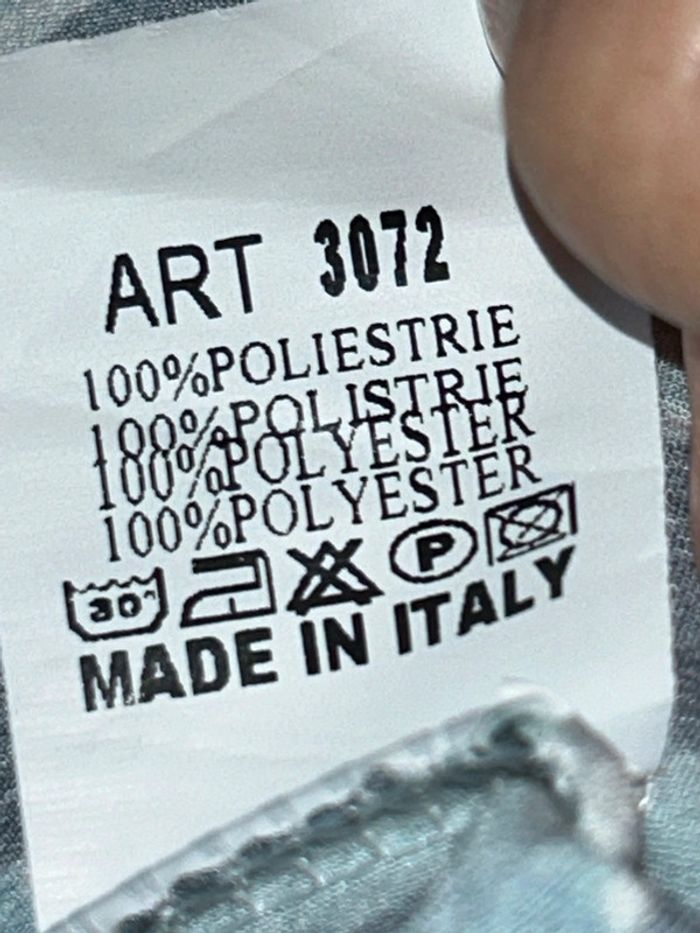 ART 3072
100%POLIESTRIE
100%POLISTRIE
100%POLYESTER
100%POLYESTER
30°
P
MADE IN ITALY